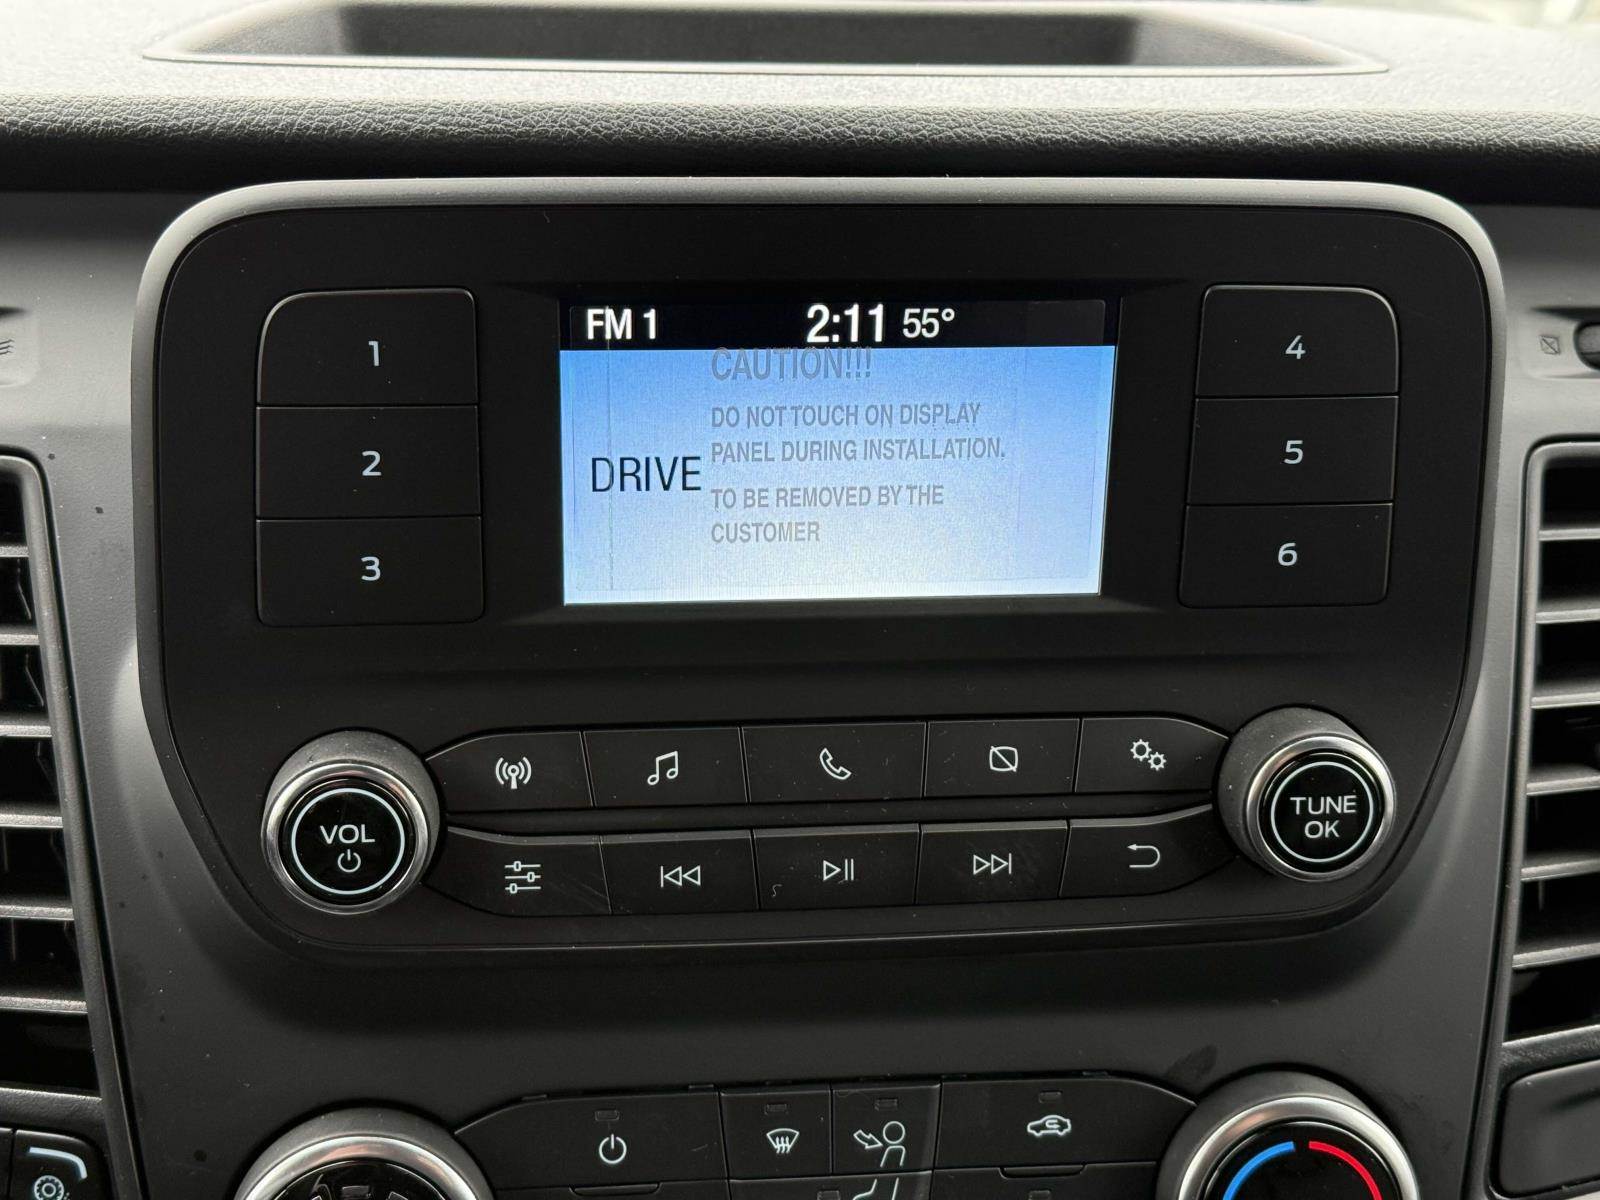 FM 1 2:11 55°
CAUTION!!!
DO NOT TOUCH ON DISPLAY
PANEL DURING INSTALLATION.
DRIVE
TO BE REMOVED BY THE
CUSTOMER
1
2
3
4
5
6
VOL
TUNE
OK